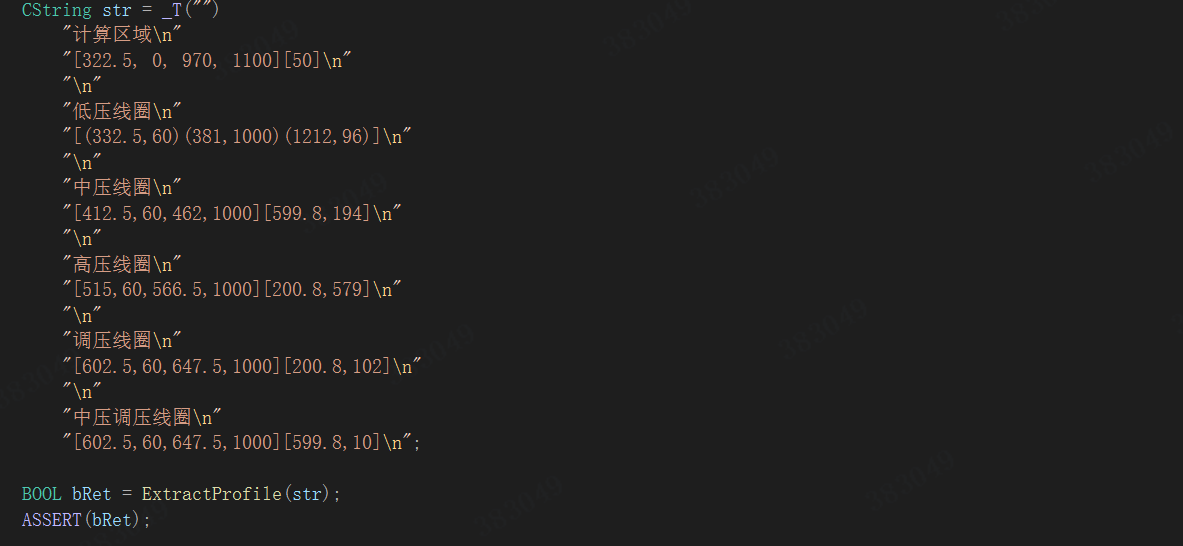 CString str = _T("")
"计算区域\n"
"[322.5, 0, 970, 1100][50]\n"
"\n"
"低压线圈\n"
"[(332.5,60)(381,1000)(1212,96)]\n"
"\n"
"中压线圈\n"
"[412.5,60,462,1000][599.8,194]\n"
"\n"
"高压线圈\n"
"[515,60,566.5,1000][200.8,579]\n"
"\n"
"调压线圈\n"
"[602.5,60,647.5,1000][200.8,102]\n"
"\n"
"中压调压线圈\n"
"[602.5,60,647.5,1000][599.8,10]\n";
BOOL bRet = ExtractProfile(str);
ASSERT(bRet);